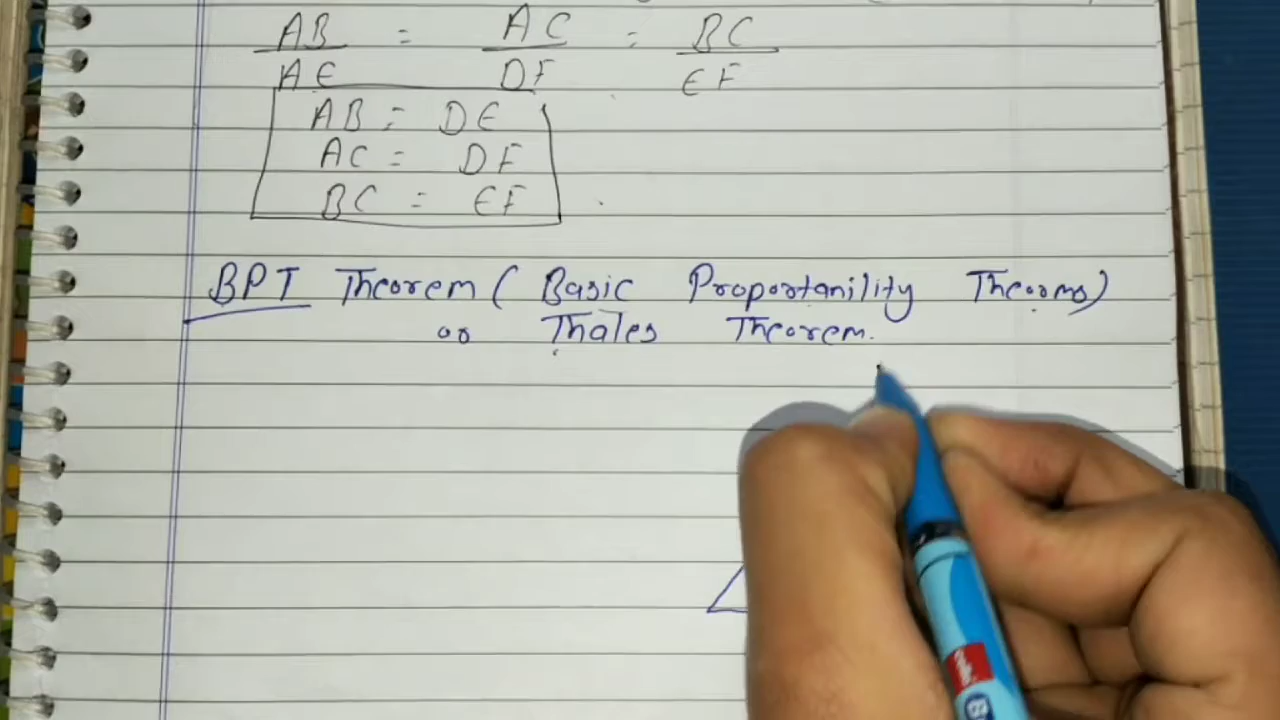 AB = AC = BC
AE DF EF
AB = DE
AC = DF
BC = EF
BPT Theorem ( Basic Proportanility Theorms)
or Thales Theorem.